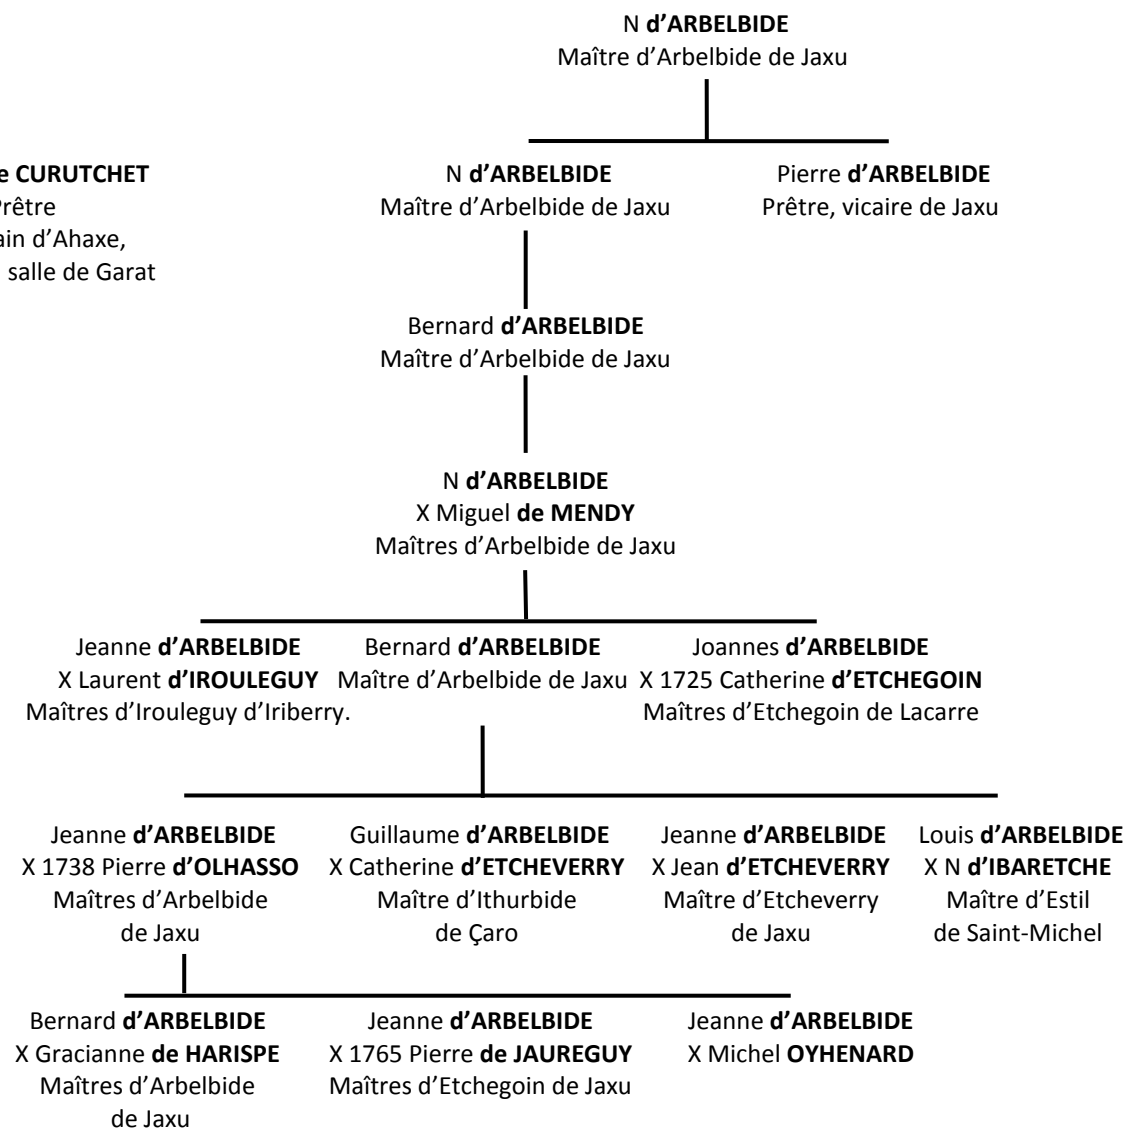 N d’ARBELBIDE
Maître d’Arbelbide de Jaxu
e CURUTCHET
rêtre
ain d’Ahaxe,
salle de Garat
N d’ARBELBIDE
Maître d’Arbelbide de Jaxu
Pierre d’ARBELBIDE
Prêtre, vicaire de Jaxu
Bernard d’ARBELBIDE
Maître d’Arbelbide de Jaxu
N d’ARBELBIDE
X Miguel de MENDY
Maîtres d’Arbelbide de Jaxu
Jeanne d’ARBELBIDE
X Laurent d’IROULEGUY
Maîtres d’Irouleguy d’Iriberry.
Bernard d’ARBELBIDE
Maître d’Arbelbide de Jaxu
Joannes d’ARBELBIDE
X 1725 Catherine d’ETCHEGOIN
Maîtres d’Etchegoin de Lacarre
Jeanne d’ARBELBIDE
X 1738 Pierre d’OLHASSO
Maîtres d’Arbelbide
de Jaxu
Guillaume d’ARBELBIDE
X Catherine d’ETCHEVERRY
Maître d’Ithurbide
de Çaro
Jeanne d’ARBELBIDE
X Jean d’ETCHEVERRY
Maître d’Etcheverry
de Jaxu
Louis d’ARBELBIDE
X N d’IBARETCHE
Maître d’Estil
de Saint-Michel
Bernard d’ARBELBIDE
X Gracianne de HARISPE
Maîtres d’Arbelbide
de Jaxu
Jeanne d’ARBELBIDE
X 1765 Pierre de JAUREGUY
Maîtres d’Etchegoin de Jaxu
Jeanne d’ARBELBIDE
X Michel OYHENARD